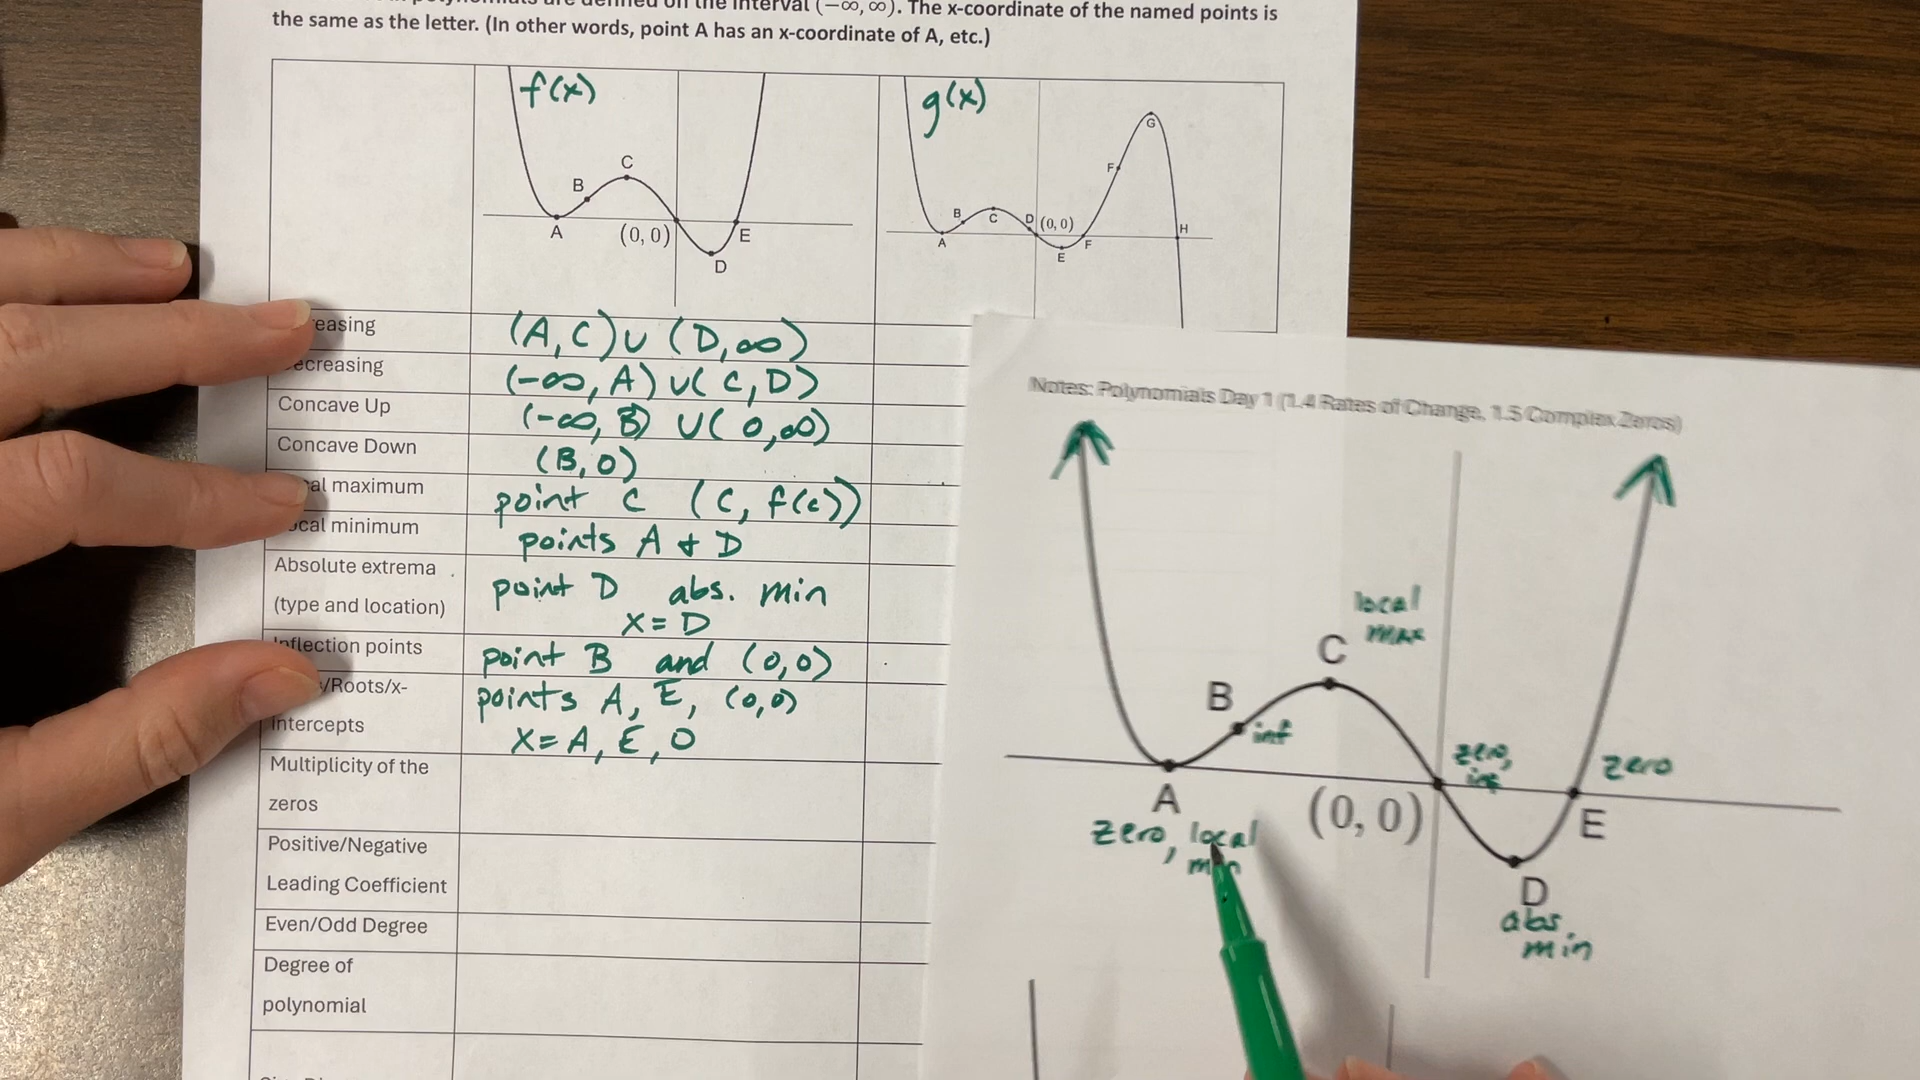 on the interval (−∞, ∞). The x-coordinate of the named points is
the same as the letter. (In other words, point A has an x-coordinate of A, etc.)
f(x)
C
B
A
(0, 0)
E
D
g(x)
G
F
B
C
D
(0, 0)
H
A
F
E
easing
(A, C) ∪ (D, ∞)
ecreasing
(-∞, A) ∪ (C, D)
Concave Up
(-∞, B) ∪ (0, ∞)
Concave Down
(B, 0)
al maximum
point C (C, f(c))
ocal minimum
points A + D
Absolute extrema
(type and location)
point D abs. min
x = D
nflection points
point B and (0,0)
/Roots/x-
intercepts
points A, E, (0,0)
x = A, E, 0
Multiplicity of the
zeros
Positive/Negative
Leading Coefficient
Even/Odd Degree
Degree of
polynomial
Notes: Polynomials Day 1 (1.4 Rates of Change, 1.5 Complex Zeros)
local
max
C
B
inf
zero,
inf
zero
A
(0, 0)
E
zero, local
min
D
abs.
min